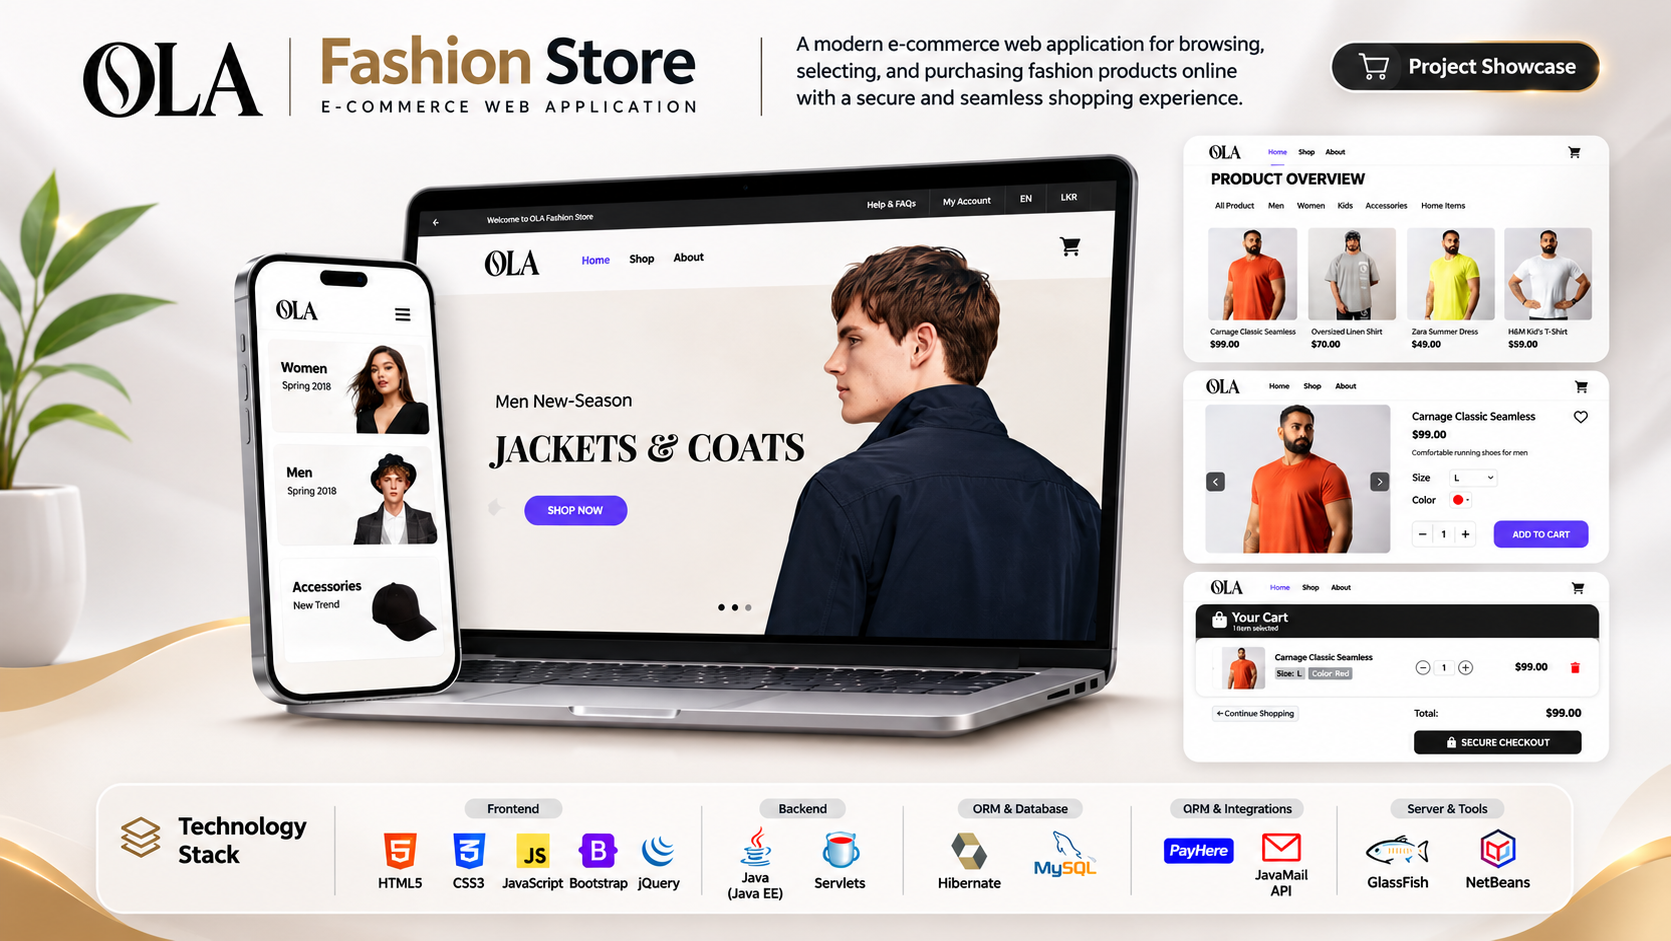 OLA
Fashion Store
E-COMMERCE WEB APPLICATION
A modern e-commerce web application for browsing,
selecting, and purchasing fashion products online
with a secure and seamless shopping experience.
Project Showcase
OLA
Women
Spring 2018
Men
Spring 2018
Accessories
New Trend
Welcome to OLA Fashion Store
Help & FAQs
My Account
EN
LKR
OLA
Home Shop About
Men New-Season
JACKETS & COATS
SHOP NOW
OLA
Home Shop About
PRODUCT OVERVIEW
All Product Men Women Kids Accessories Home Items
Carnage Classic Seamless
$99.00
Oversized Linen Shirt
$70.00
Zara Summer Dress
$49.00
H&M Kid's T-Shirt
$59.00
OLA
Home Shop About
Carnage Classic Seamless
$99.00
Comfortable running shoes for men
Size L
Color
1
ADD TO CART
OLA
Home Shop About
Your Cart
1 item selected
Carnage Classic Seamless
Size: L Color: Red
1
$99.00
Continue Shopping
Total: $99.00
SECURE CHECKOUT
Technology
Stack
Frontend
HTML5
CSS3
JS
JavaScript
B
Bootstrap
jQuery
Backend
Java
(Java EE)
Servlets
ORM & Database
Hibernate
MySQL
QPM & Integrations
PayHere
JavaMail
API
Server & Tools
GlassFish
NetBeans